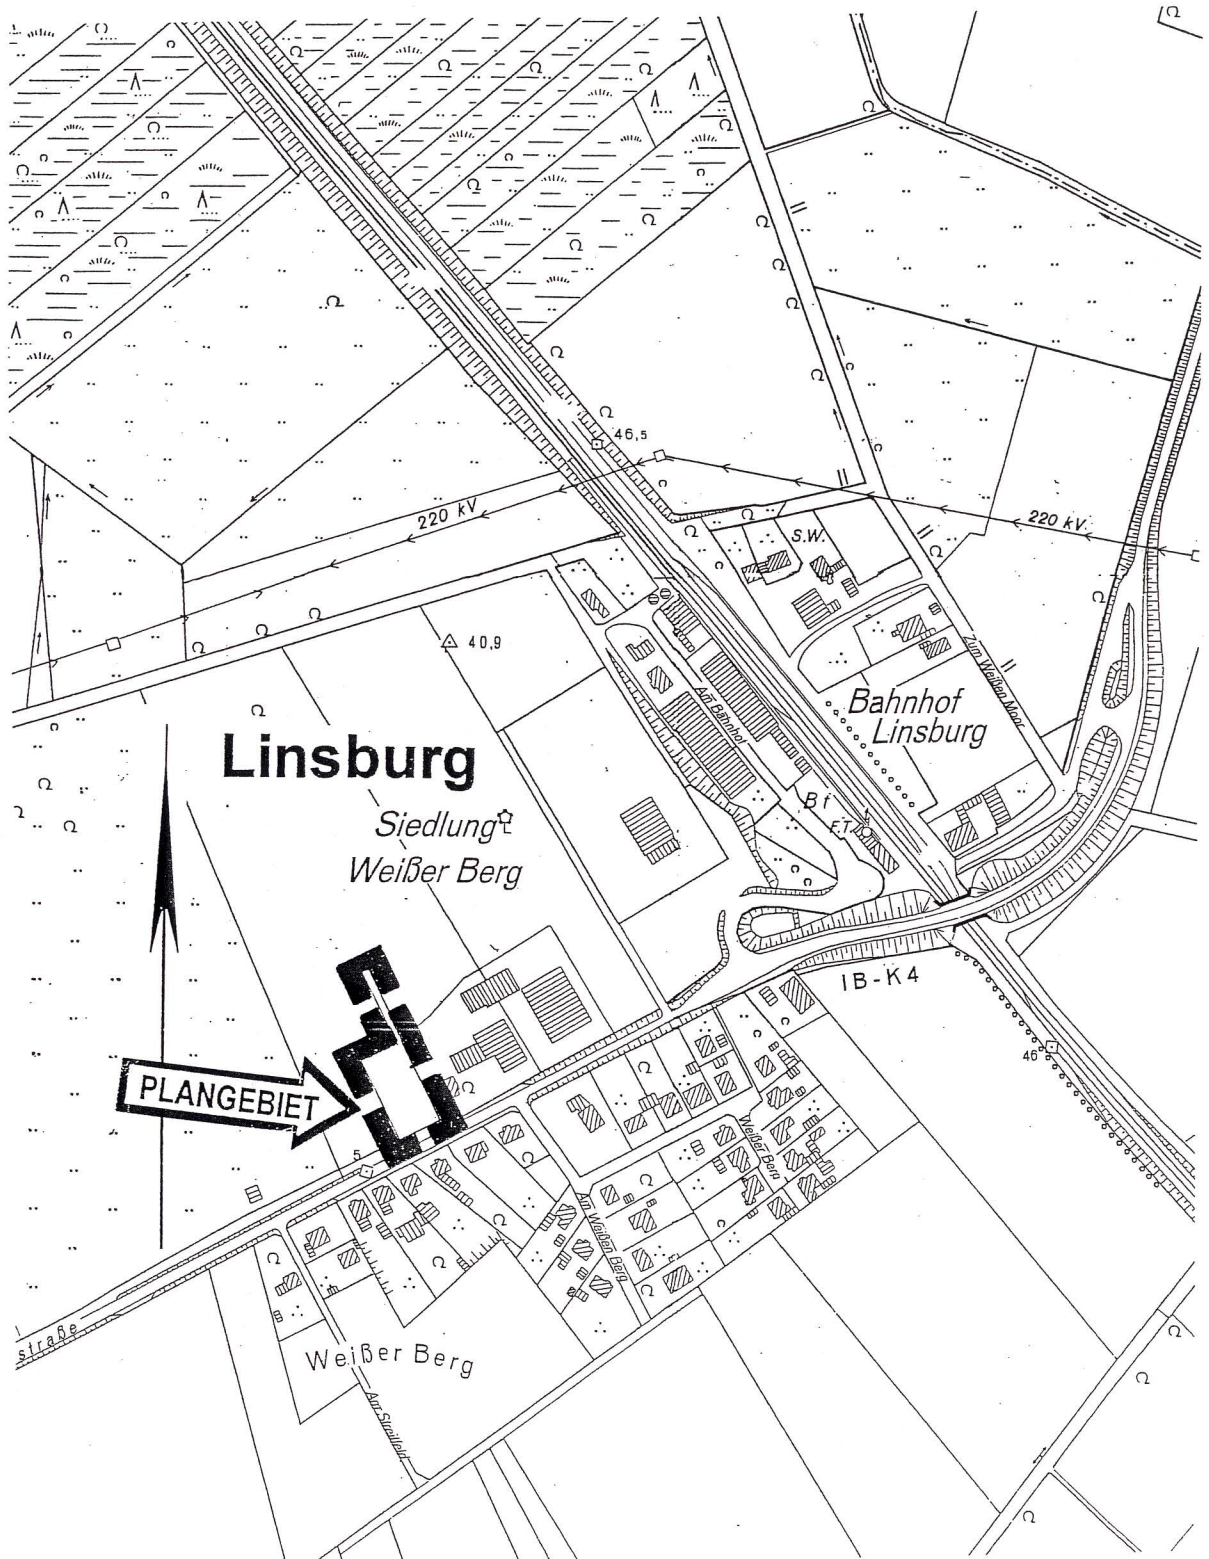 46,5
220 kV
220 kV
S.W.
40,9
Zum Weißen Moor
Bahnhof
Linsburg
Am Bahnhof
Linsburg
Siedlung
Weißer Berg
Bf
F.T.
IB-K4
46
PLANGEBIET
5
Weißer Berg
Am Weißen Berg
straße
Weißer Berg
Am Streitfeld